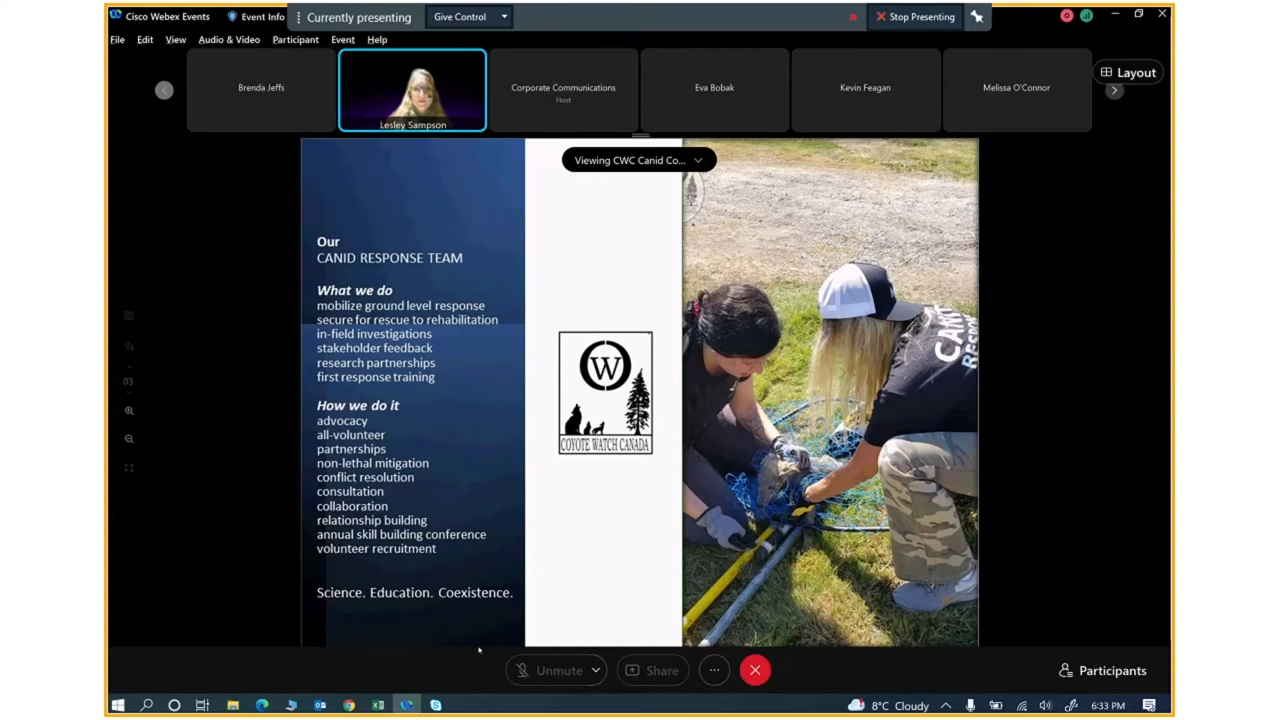 Cisco Webex Events
Event Info
Currently presenting
Give Control
Stop Presenting
File Edit View Audio & Video Participant Event Help
Brenda Jeffs
Lesley Sampson
Corporate Communications
Host
Eva Bobak
Kevin Feagan
Melissa O'Connor
Layout
Viewing CWC Canid Co...
Our
CANID RESPONSE TEAM
What we do
mobilize ground level response
secure for rescue to rehabilitation
in-field investigations
stakeholder feedback
research partnerships
first response training
How we do it
advocacy
all-volunteer
partnerships
non-lethal mitigation
conflict resolution
consultation
collaboration
relationship building
annual skill building conference
volunteer recruitment
Science. Education. Coexistence.
W
COYOTE WATCH CANADA
03
Unmute
Share
Participants
8°C Cloudy
6:33 PM